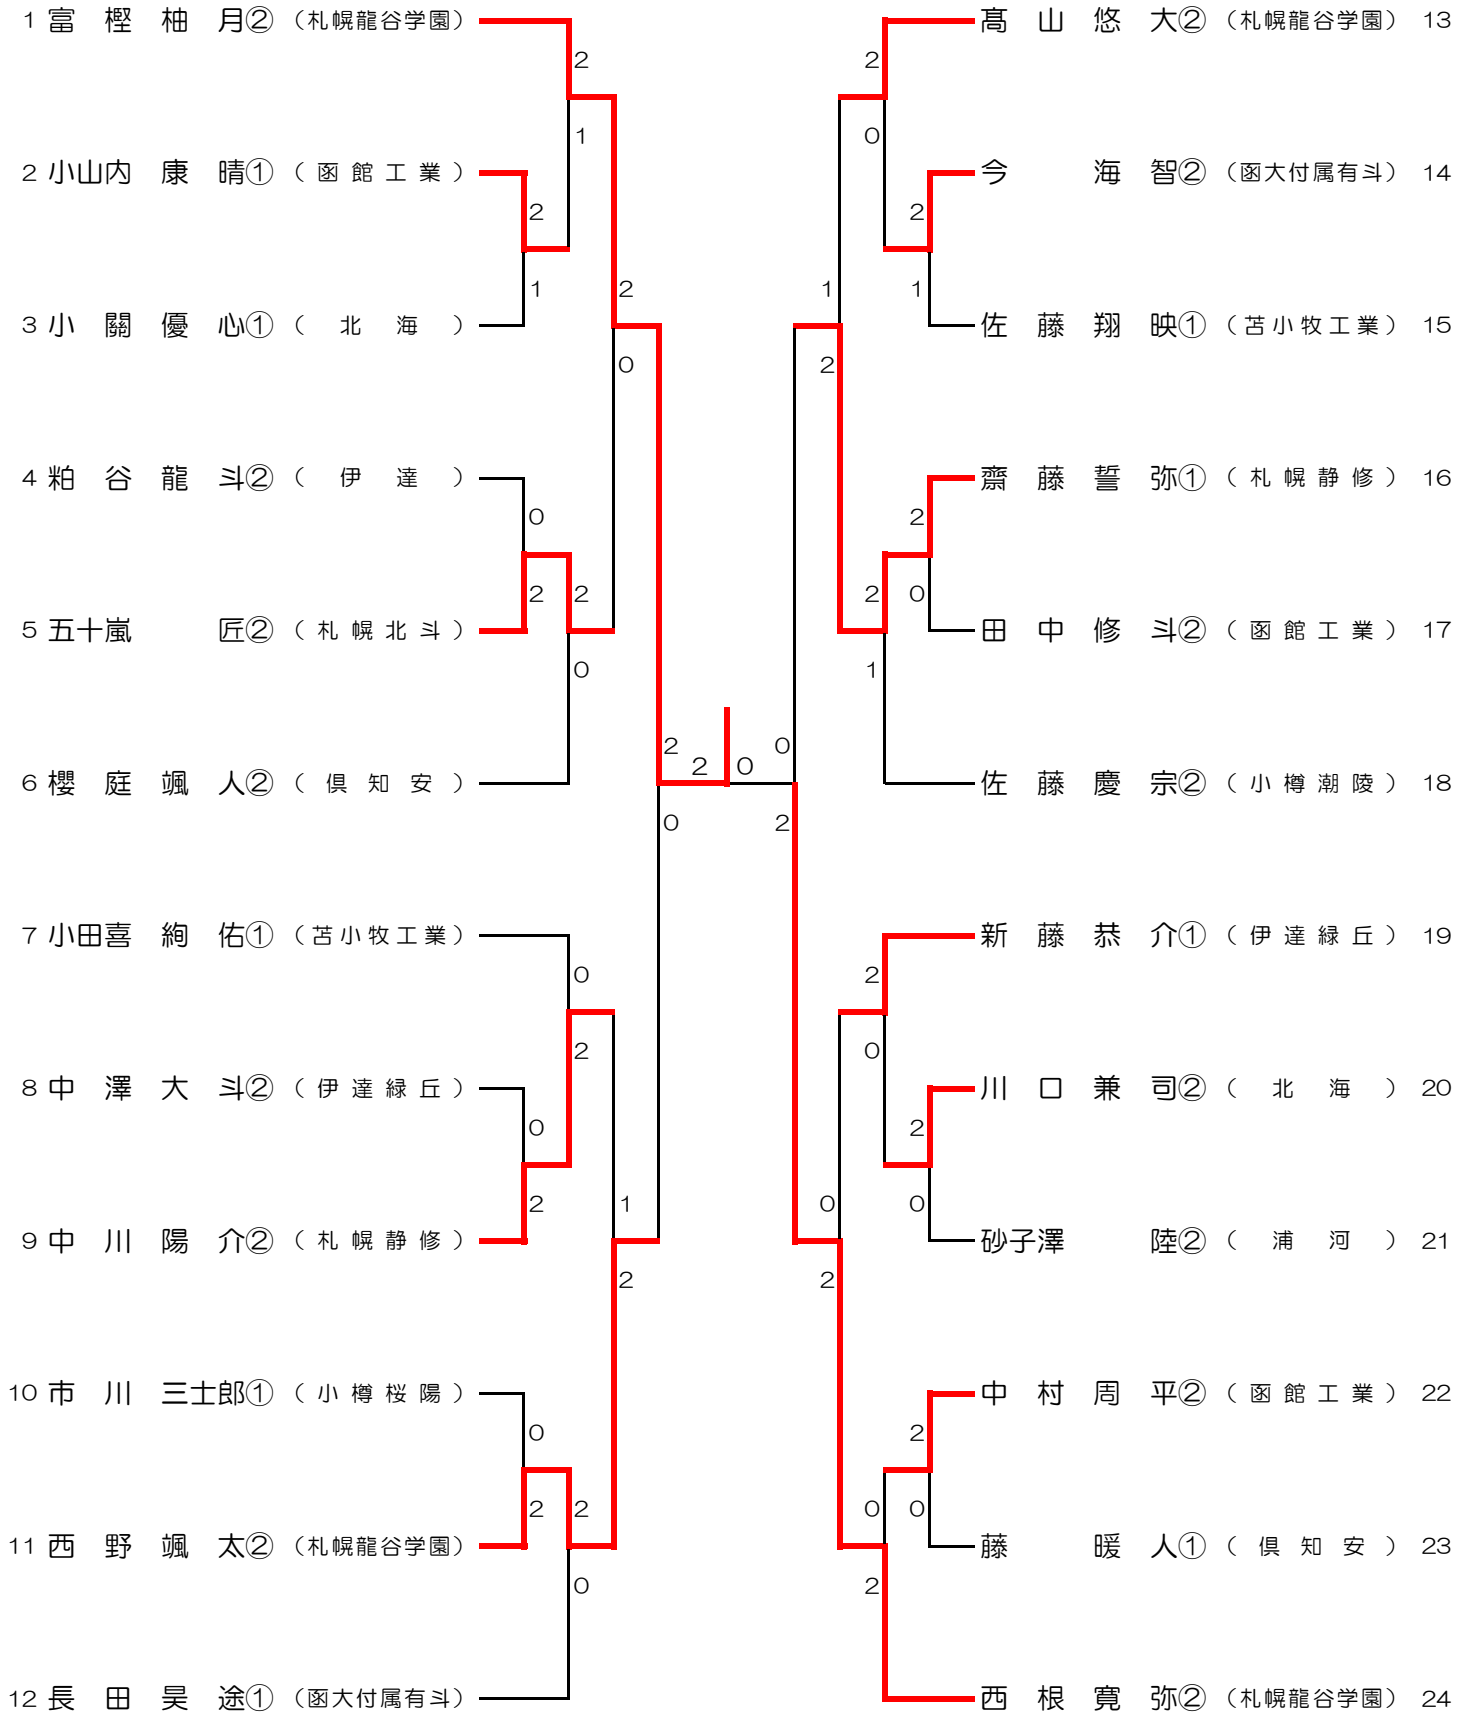 1 富樫柚月② (札幌龍谷学園)
2
1
2 小山内康晴① (函館工業)
2
1
3 小關優心① (北海)
2
0
4 粕谷龍斗② (伊達)
0
2
5 五十嵐匠② (札幌北斗)
2
0
6 櫻庭颯人② (倶知安)
2
0
2 0
7 小田喜絢佑① (苫小牧工業)
0
2
8 中澤大斗② (伊達緑丘)
0
2
9 中川陽介② (札幌静修)
1
2
10 市川三士郎① (小樽桜陽)
0
2
11 西野颯太② (札幌龍谷学園)
2
0
12 長田昊途① (函大付属有斗)
髙山悠大② (札幌龍谷学園) 13
2
0
今海智② (函大付属有斗) 14
2
1
佐藤翔映① (苫小牧工業) 15
1
2
齋藤誓弥① (札幌静修) 16
2
0
田中修斗② (函館工業) 17
2
1
佐藤慶宗② (小樽潮陵) 18
0
2
新藤恭介① (伊達緑丘) 19
2
0
川口兼司② (北海) 20
2
0
砂子澤陸② (浦河) 21
0
2
中村周平② (函館工業) 22
2
0
藤暖人① (倶知安) 23
0
2
西根寛弥② (札幌龍谷学園) 24